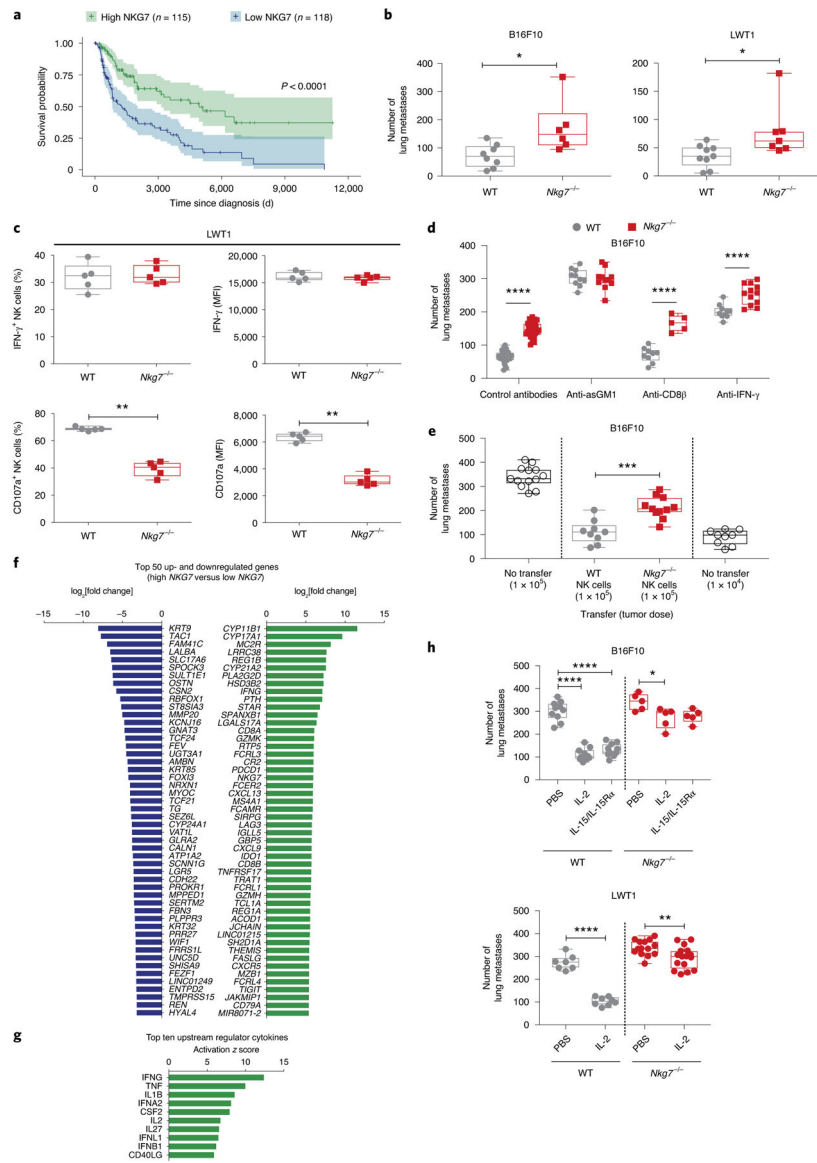 a
High NKG7 (n = 115)
Low NKG7 (n = 118)
Survival probability
1.00
0.75
0.50
0.25
0
P < 0.0001
0
3,000
6,000
9,000
12,000
Time since diagnosis (d)
b
B16F10
Number of
lung metastases
400
300
200
100
0
*
WT
Nkg7–/–
LWT1
Number of
lung metastases
200
150
100
50
0
*
WT
Nkg7–/–
c
LWT1
IFN-γ+ NK cells (%)
50
40
30
20
10
0
WT
Nkg7–/–
IFN-γ (MFI)
20,000
15,000
10,000
5,000
0
WT
Nkg7–/–
CD107a+ NK cells (%)
80
60
40
20
0
**
WT
Nkg7–/–
CD107a (MFI)
8,000
6,000
4,000
2,000
0
**
WT
Nkg7–/–
d
WT
Nkg7–/–
B16F10
Number of
lung metastases
400
300
200
100
0
****
****
****
Control antibodies
Anti-asGM1
Anti-CD8β
Anti-IFN-γ
e
B16F10
Number of
lung metastases
500
400
300
200
100
0
***
No transfer
(1 × 10⁵)
WT
NK cells
(1 × 10⁵)
Nkg7–/–
NK cells
(1 × 10⁵)
No transfer
(1 × 10⁴)
Transfer (tumor dose)
f
Top 50 up- and downregulated genes
(high NKG7 versus low NKG7)
log2[fold change]
–15
–10
–5
0
KRT9
TAC1
FAM41C
LALBA
SLC17A6
SPOCK3
SULT1E1
OSTN
CSN2
RBFOX1
ST8SIA3
MMP20
KCNJ16
GNAT3
TCF24
FEV
UGT3A1
AMBN
KRT85
FOXI3
NRXN1
MYOC
TCF21
TG
SEZ6L
CYP24A1
VAT1L
GLRA2
CALN1
ATP1A2
SCNN1G
LGR5
CDH22
PROKR1
MPPED1
SERTM2
FBN3
PLPPR3
KRT32
PRR27
WIF1
FRRS1L
UNC5D
SHISA9
FEZF1
LINC01249
ENTPD2
TMPRSS15
REN
HYAL4
log2[fold change]
0
5
10
15
CYP11B1
CYP17A1
MC2R
LRRC38
REG1B
CYP21A2
PLA2G2D
HSD3B2
IFNG
PTH
STAR
SPANXB1
LGALS17A
CD8A
GZMK
RTP5
FCRL3
CR2
PDCD1
NKG7
FCER2
CXCL13
MS4A1
FCAMR
SIRPG
LAG3
IGLL5
GBP5
CXCL9
IDO1
CD8B
TNFRSF17
TRAT1
FCRL1
GZMH
TCL1A
REG1A
ACOD1
JCHAIN
LINC01215
SH2D1A
THEMIS
FASLG
CXCR5
MZB1
FCRL4
TIGIT
JAKMIP1
CD79A
MIR8071-2
g
Top ten upstream regulator cytokines
Activation z score
0
5
10
15
IFNG
TNF
IL1B
IFNA2
CSF2
IL2
IL27
IFNL1
IFNB1
CD40LG
h
B16F10
Number of
lung metastases
500
400
300
200
100
0
****
****
*
PBS
IL-2
IL-15/IL-15Rα
PBS
IL-2
IL-15/IL-15Rα
WT
Nkg7–/–
LWT1
Number of
lung metastases
500
400
300
200
100
0
****
**
PBS
IL-2
PBS
IL-2
WT
Nkg7–/–